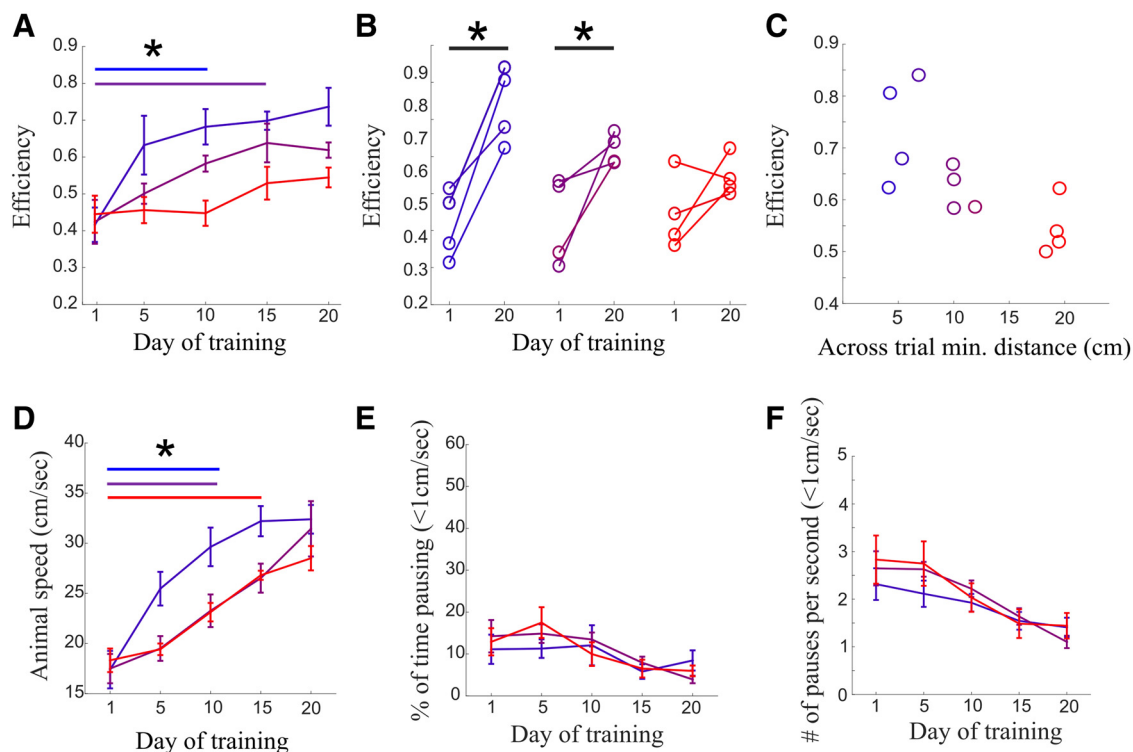 A
*
0.9
0.8
0.7
0.6
0.5
0.4
0.3
0.2
Efficiency
1 5 10 15 20
Day of training
B
* *
0.9
0.8
0.7
0.6
0.5
0.4
0.3
0.2
Efficiency
1 20 1 20 1 20
Day of training
C
0.9
0.8
0.7
0.6
0.5
0.4
Efficiency
5 10 15 20
Across trial min. distance (cm)
D
*
40
35
30
25
20
15
Animal speed (cm/sec)
1 5 10 15 20
Day of training
E
60
50
40
30
20
10
0
% of time pausing (<1cm/sec)
1 5 10 15 20
Day of training
F
5
4
3
2
1
0
# of pauses per second (<1cm/sec)
1 5 10 15 20
Day of training